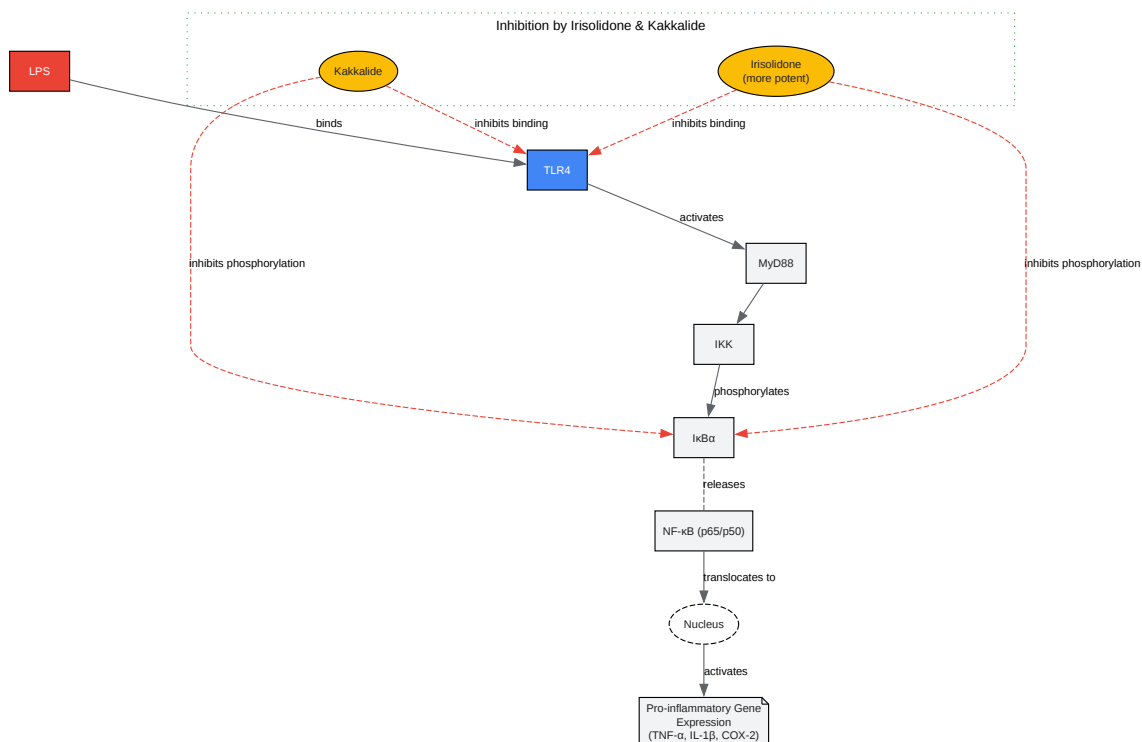 Inhibition by Irisolidone & Kakkalide
LPS
Kakkalide
Irisolidone
(more potent)
binds
inhibits binding
inhibits binding
TLR4
activates
inhibits phosphorylation
MyD88
inhibits phosphorylation
IKK
phosphorylates
IκBα
releases
NF-κB (p65/p50)
translocates to
Nucleus
activates
Pro-inflammatory Gene
Expression
(TNF-α, IL-1β, COX-2)